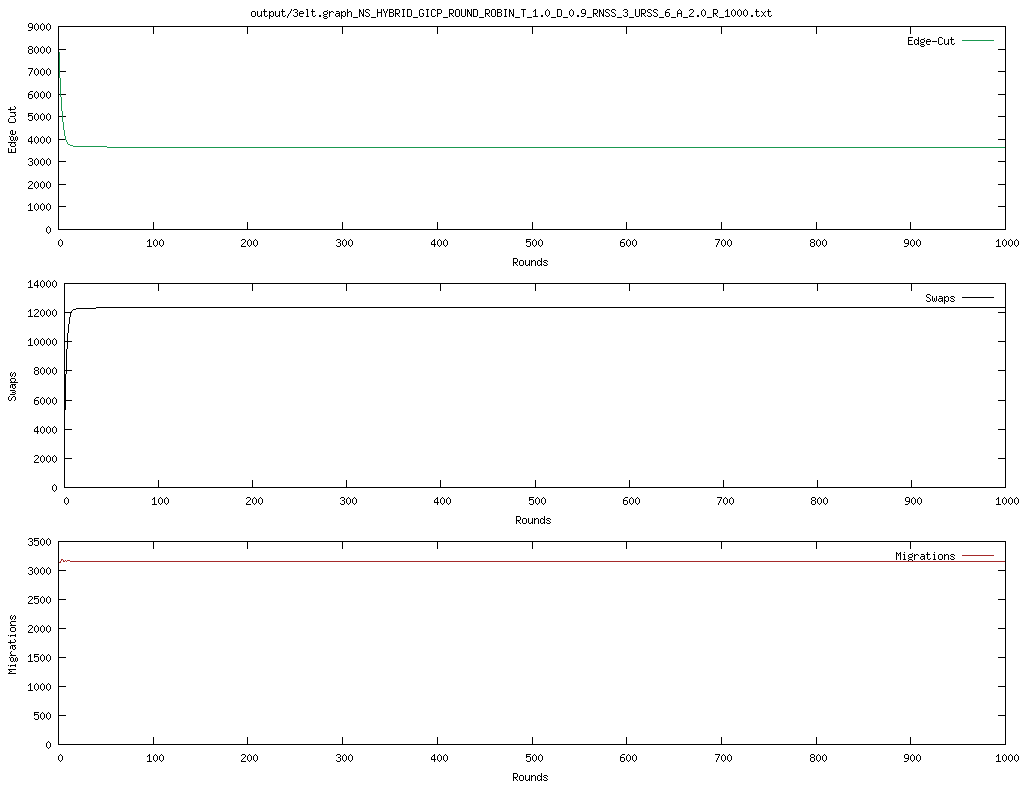 output/3elt.graph_NS_HYBRID_GICP_ROUND_ROBIN_T_1.0_D_0.9_RNSS_3_URSS_6_A_2.0_R_1000.txt
9000
8000
7000
6000
5000
4000
3000
2000
1000
0
Edge Cut
Edge-Cut
0 100 200 300 400 500 600 700 800 900 1000
Rounds
14000
12000
10000
8000
6000
4000
2000
0
Swaps
Swaps
0 100 200 300 400 500 600 700 800 900 1000
Rounds
3500
3000
2500
2000
1500
1000
500
0
Migrations
Migrations
0 100 200 300 400 500 600 700 800 900 1000
Rounds